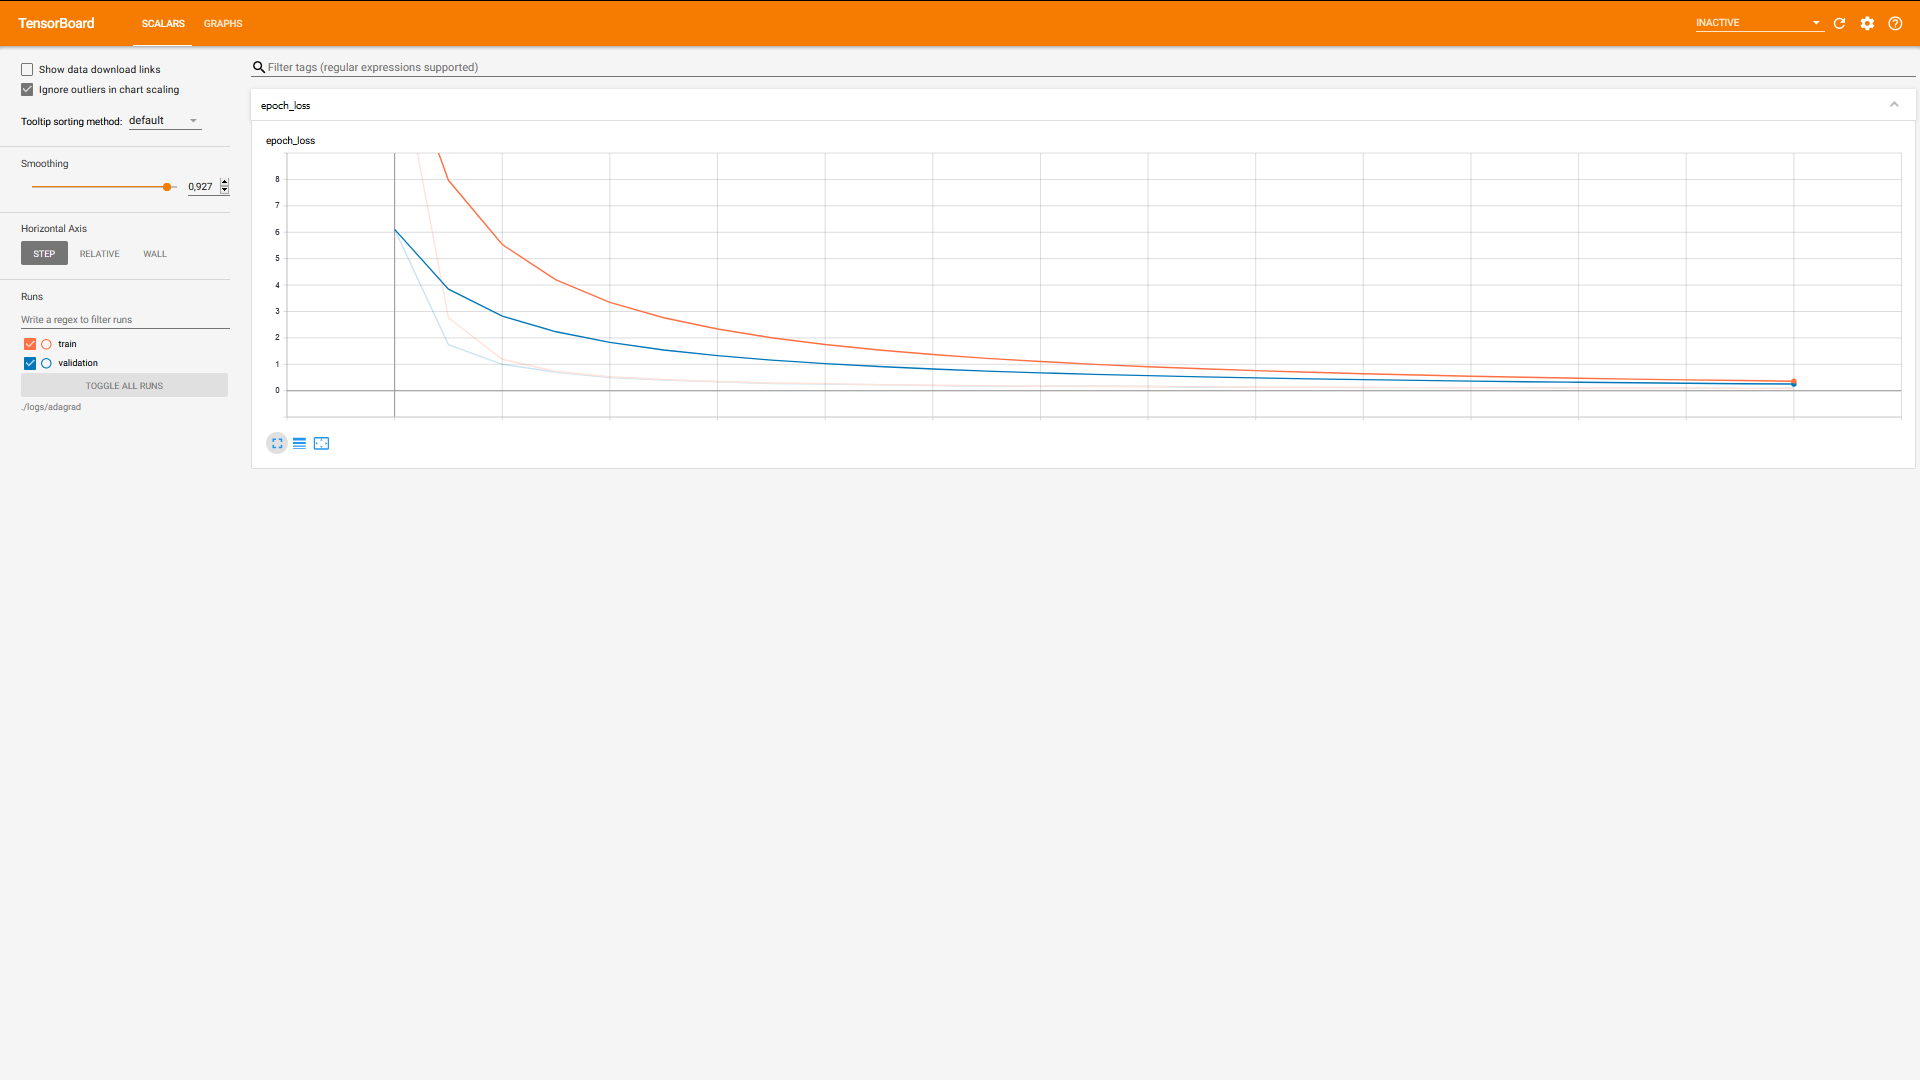 TensorBoard SCALARS GRAPHS INACTIVE
Show data download links
Ignore outliers in chart scaling
Tooltip sorting method: default
Smoothing
0,927
Horizontal Axis
STEP RELATIVE WALL
Runs
Write a regex to filter runs
train
validation
TOGGLE ALL RUNS
./logs/adagrad
Filter tags (regular expressions supported)
epoch_loss
epoch_loss
8
7
6
5
4
3
2
1
0